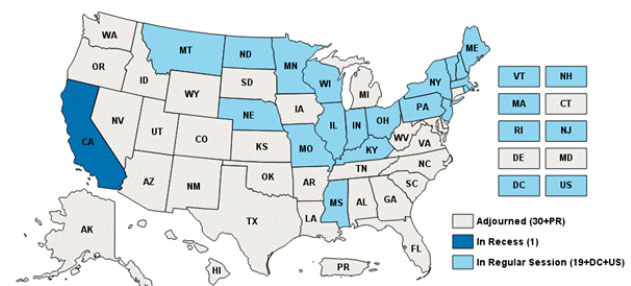 WA
MT
ND
MN
ME
OR
ID
SD
WI
NY
VT NH
WY
MI
MA CT
NE
IA
PA
RI NJ
CA
NV
UT
CO
IL
IN
OH
DE MD
KS
MO
KY
WV
VA
DC US
AZ
NM
OK
AR
TN
NC
SC
MS
AL
GA
TX
LA
FL
AK
HI
PR
Adjourned (30+PR)
In Recess (1)
In Regular Session (19+DC+US)